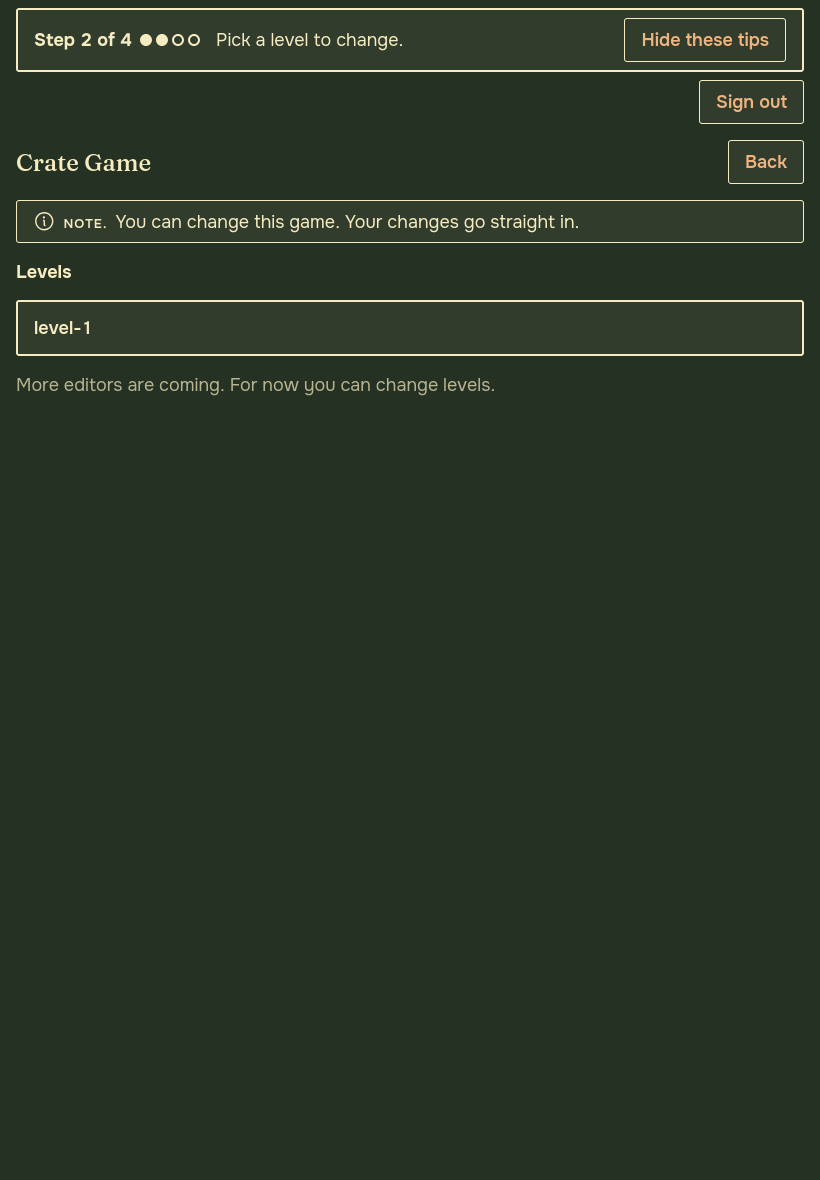 Step 2 of 4 Pick a level to change. Hide these tips
Sign out
Crate Game Back
NOTE. You can change this game. Your changes go straight in.
Levels
level-1
More editors are coming. For now you can change levels.